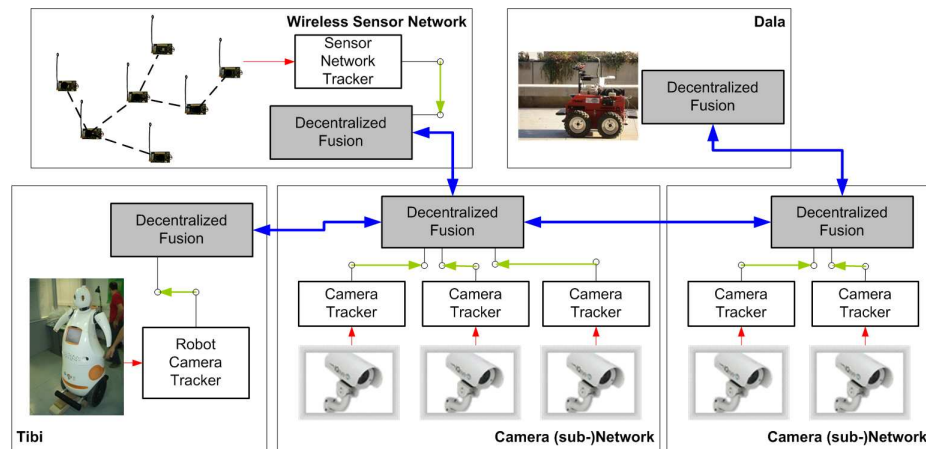 Wireless Sensor Network
Sensor
Network
Tracker
Decentralized
Fusion
Dala
Decentralized
Fusion
Decentralized
Fusion
Robot
Camera
Tracker
Tibi
Decentralized
Fusion
Camera
Tracker
Camera
Tracker
Camera
Tracker
Camera (sub-)Network
Decentralized
Fusion
Camera
Tracker
Camera
Tracker
Camera (sub-)Network